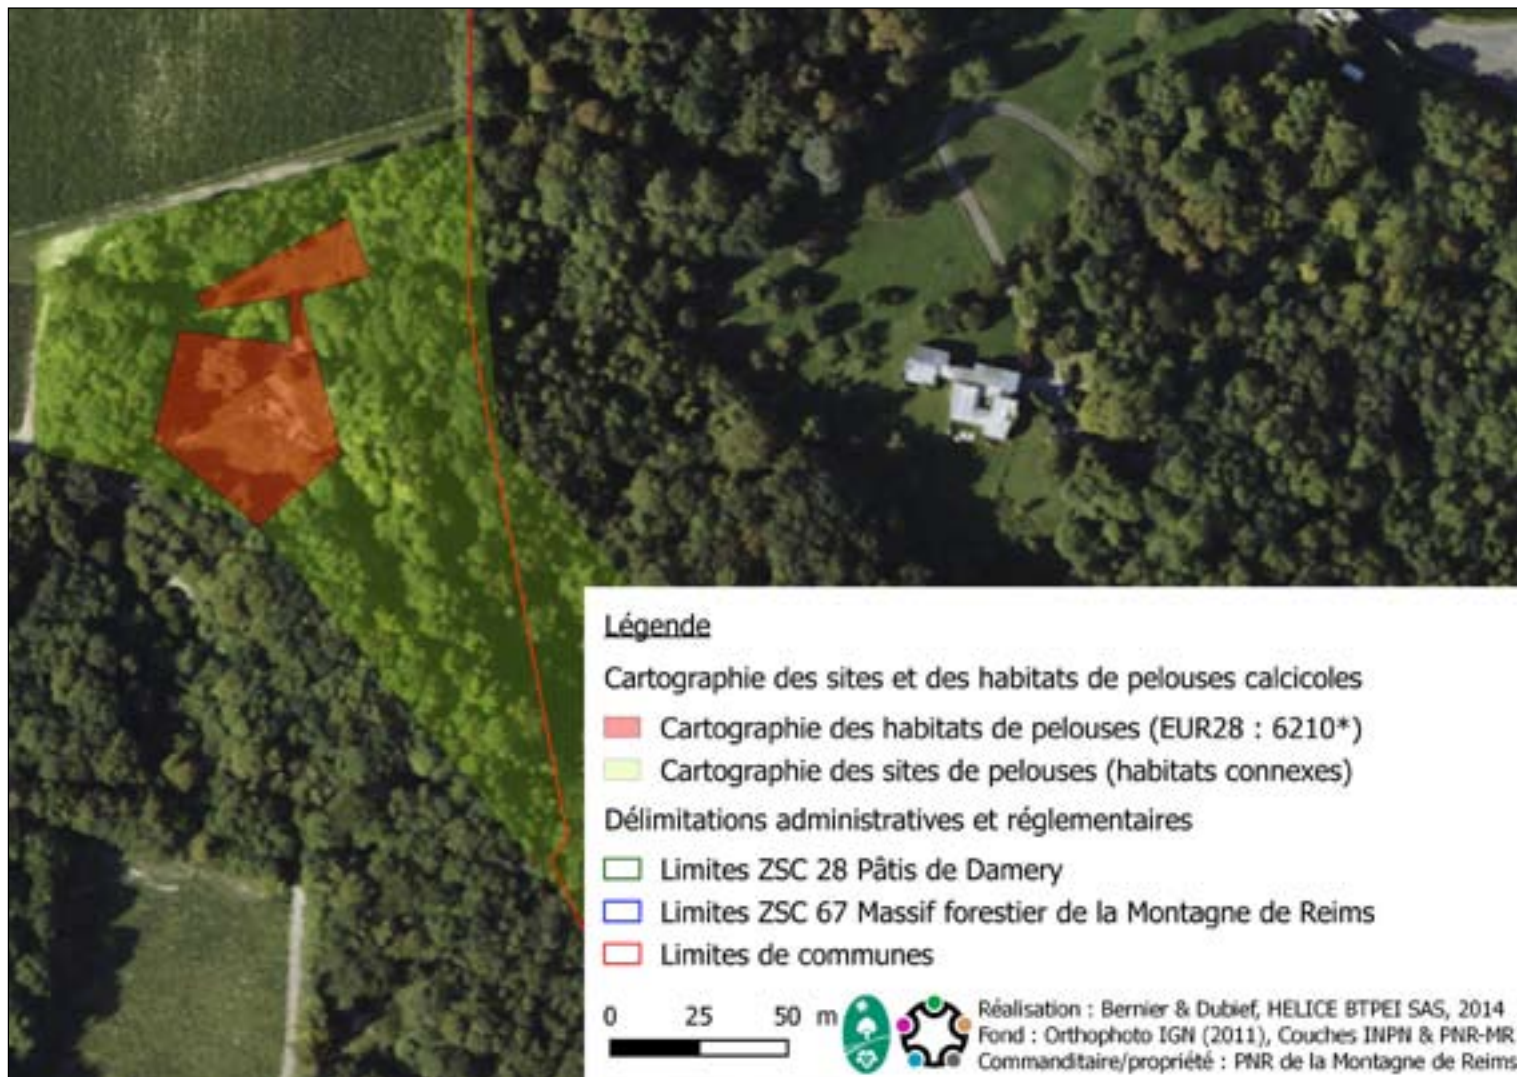 Légende
Cartographie des sites et des habitats de pelouses calcicoles
Cartographie des habitats de pelouses (EUR28 : 6210*)
Cartographie des sites de pelouses (habitats connexes)
Délimitations administratives et réglementaires
Limites ZSC 28 Pâtis de Damery
Limites ZSC 67 Massif forestier de la Montagne de Reims
Limites de communes
0 25 50 m
Réalisation : Bernier & Dubief, HELICE BTPEI SAS, 2014
Fond : Orthophoto IGN (2011), Couches INPN & PNR-MR
Commanditaire/propriété : PNR de la Montagne de Reims